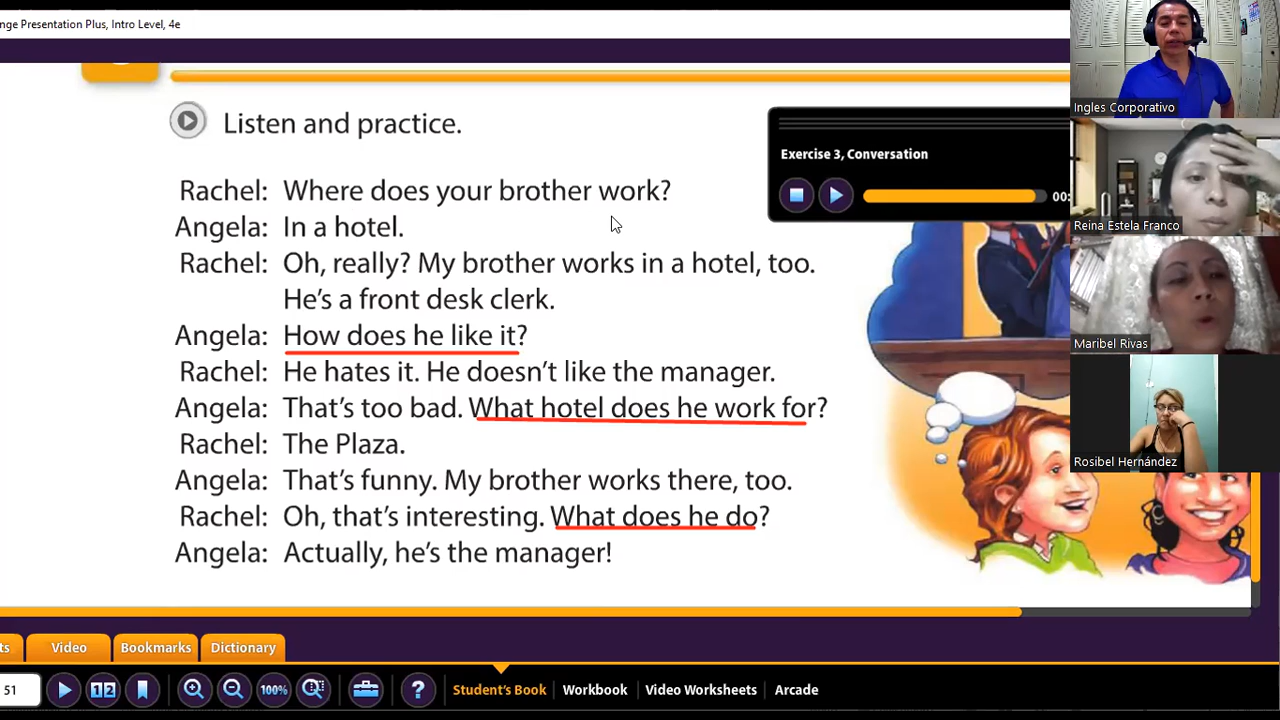 nge Presentation Plus, Intro Level, 4e
Listen and practice.
Exercise 3, Conversation
00:
Rachel: Where does your brother work?
Angela: In a hotel.
Rachel: Oh, really? My brother works in a hotel, too.
He's a front desk clerk.
Angela: How does he like it?
Rachel: He hates it. He doesn't like the manager.
Angela: That's too bad. What hotel does he work for?
Rachel: The Plaza.
Angela: That's funny. My brother works there, too.
Rachel: Oh, that's interesting. What does he do?
Angela: Actually, he's the manager!
Ingles Corporativo
Reina Estela Franco
Maribel Rivas
Rosibel Hernández
ts Video Bookmarks Dictionary
51 12 100% ? Student's Book Workbook Video Worksheets Arcade